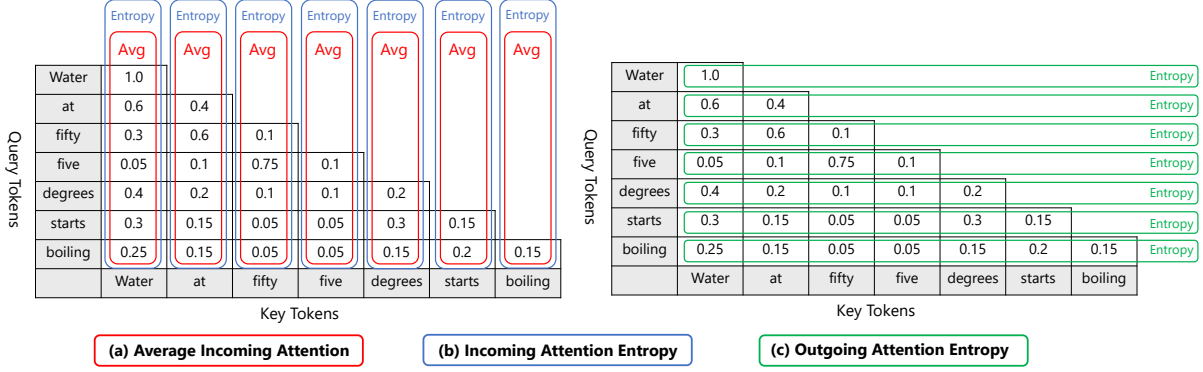 Entropy Entropy Entropy Entropy Entropy Entropy Entropy
Avg Avg Avg Avg Avg Avg Avg
Query Tokens
Water 1.0
at 0.6 0.4
fifty 0.3 0.6 0.1
five 0.05 0.1 0.75 0.1
degrees 0.4 0.2 0.1 0.1 0.2
starts 0.3 0.15 0.05 0.05 0.3 0.15
boiling 0.25 0.15 0.05 0.05 0.15 0.2 0.15
Water at fifty five degrees starts boiling
Key Tokens
Query Tokens
Water 1.0 Entropy
at 0.6 0.4 Entropy
fifty 0.3 0.6 0.1 Entropy
five 0.05 0.1 0.75 0.1 Entropy
degrees 0.4 0.2 0.1 0.1 0.2 Entropy
starts 0.3 0.15 0.05 0.05 0.3 0.15 Entropy
boiling 0.25 0.15 0.05 0.05 0.15 0.2 0.15 Entropy
Water at fifty five degrees starts boiling
Key Tokens
(a) Average Incoming Attention
(b) Incoming Attention Entropy
(c) Outgoing Attention Entropy